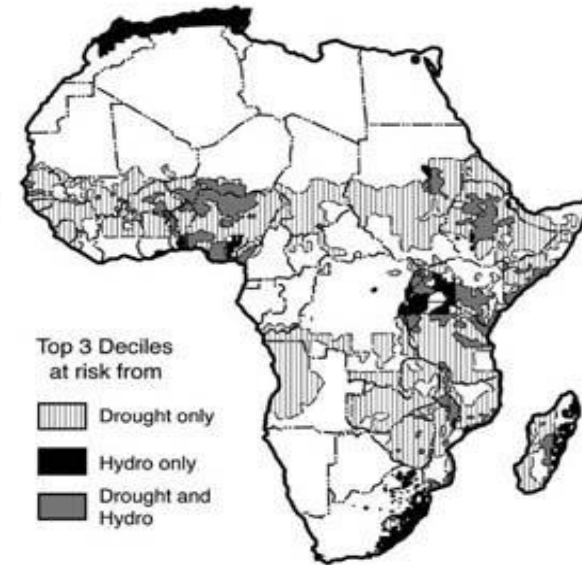 Top 3 Deciles
at risk from
Drought only
Hydro only
Drought and
Hydro